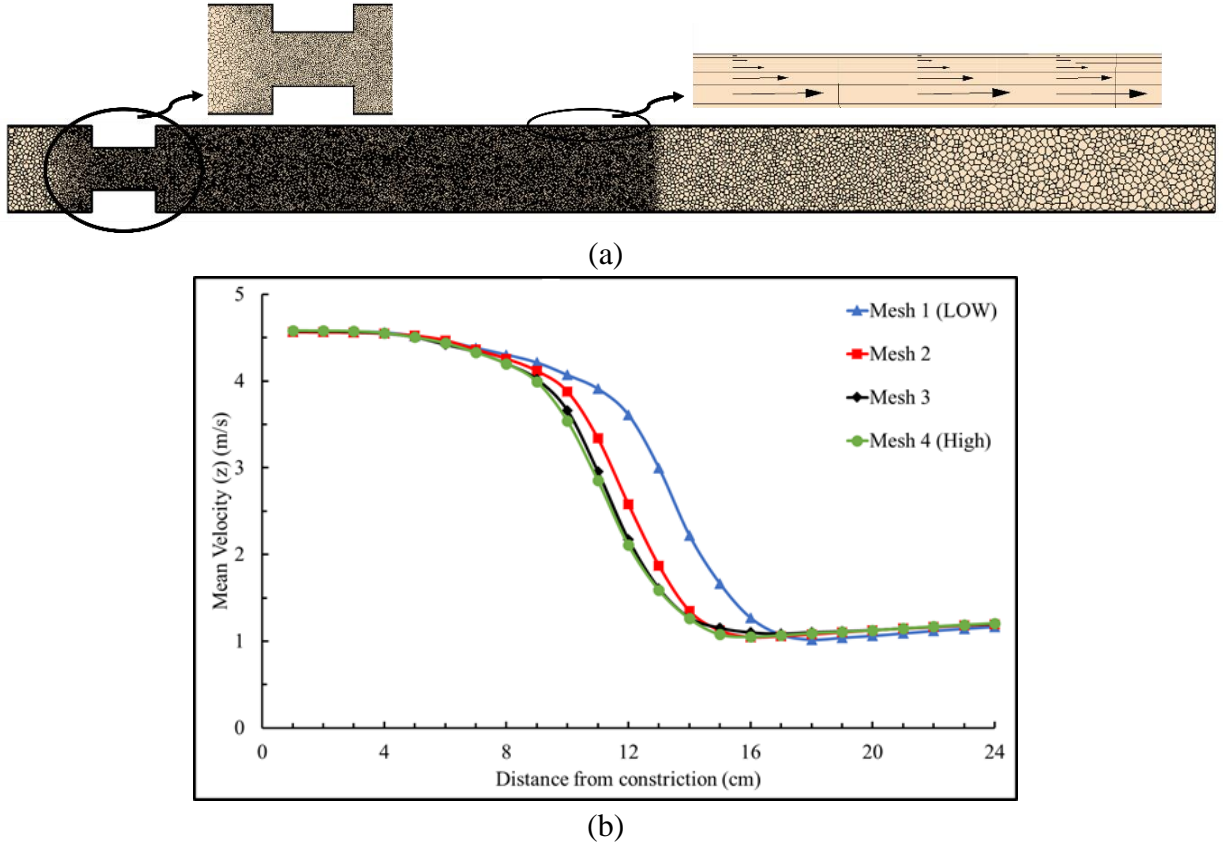 (a)
5
4
3
2
1
0
Mean Velocity (z) (m/s)
Mesh 1 (LOW)
Mesh 2
Mesh 3
Mesh 4 (High)
0 4 8 12 16 20 24
Distance from constriction (cm)
(b)